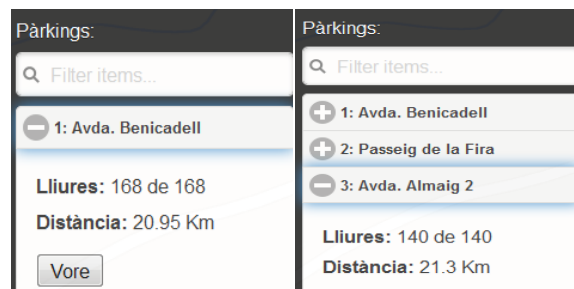 Pàrkings:
Filter items...
1: Avda. Benicadell
Lliures: 168 de 168
Distància: 20.95 Km
Vore
Pàrkings:
Filter items...
1: Avda. Benicadell
2: Passeig de la Fira
3: Avda. Almaig 2
Lliures: 140 de 140
Distància: 21.3 Km